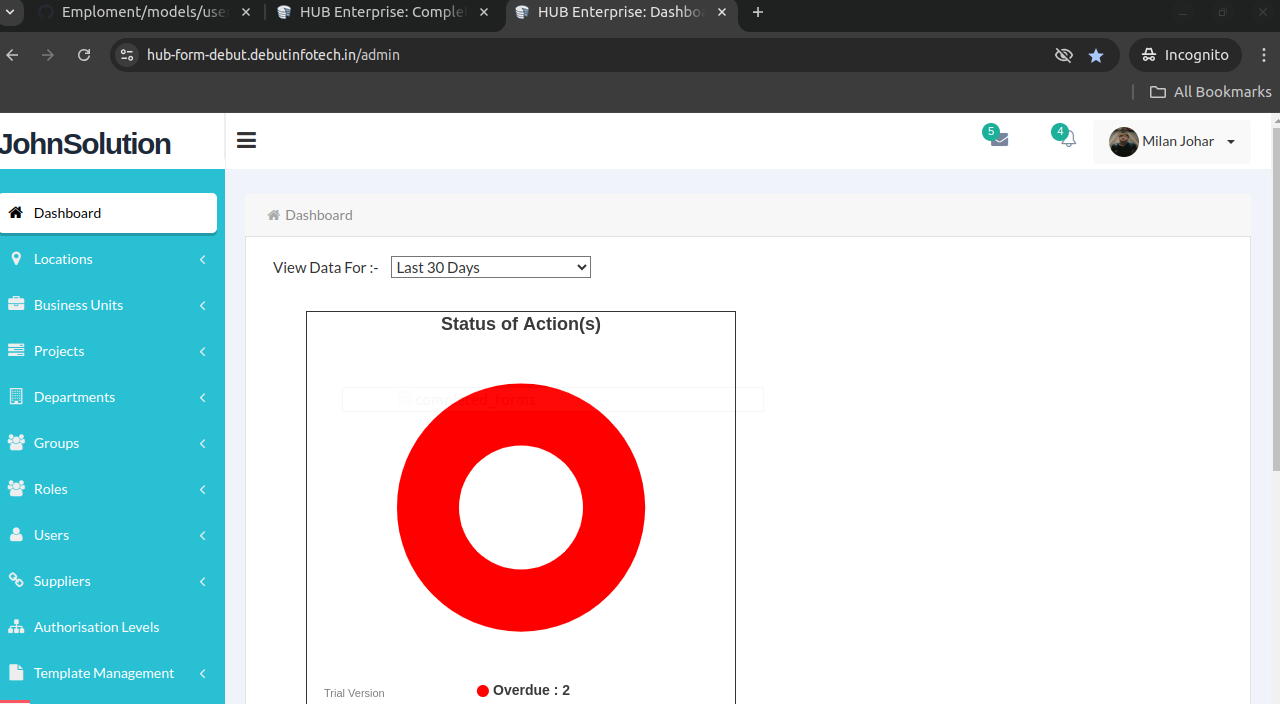 Emploment/models/use
HUB Enterprise: Comple
HUB Enterprise: Dashbo
hub-form-debut.debutinfotech.in/admin
Incognito
All Bookmarks
JohnSolution
5
4
Milan Johar
Dashboard
Dashboard
Locations
View Data For :- Last 30 Days
Business Units
Status of Action(s)
Projects
completed_forms
Departments
Groups
Roles
Users
Suppliers
Authorisation Levels
Template Management
Overdue : 2
Trial Version